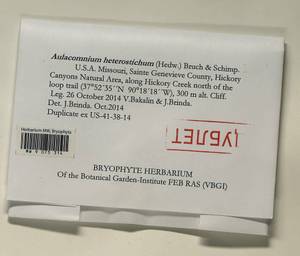 Aulacomnium heterostichum (Hedw.) Bruch & Schimp.
U.S.A. Missouri, Sainte Genevieve County, Hickory
Canyons Natural Area, along Hickory Creek north of the
loop trail (37°52'35''N 90°18'18''W), 300 m alt. Cliff.
Leg. 26 October 2014 V.Bakalin & J.Brinda.
Det. J.Brinda. Oct.2014
Duplicate ex US-41-38-14
Herbarium MW, Bryophyta
ДУБЛЕТ
BRYOPHYTE HERBARIUM
Of the Botanical Garden-Institute FEB RAS (VBGI)